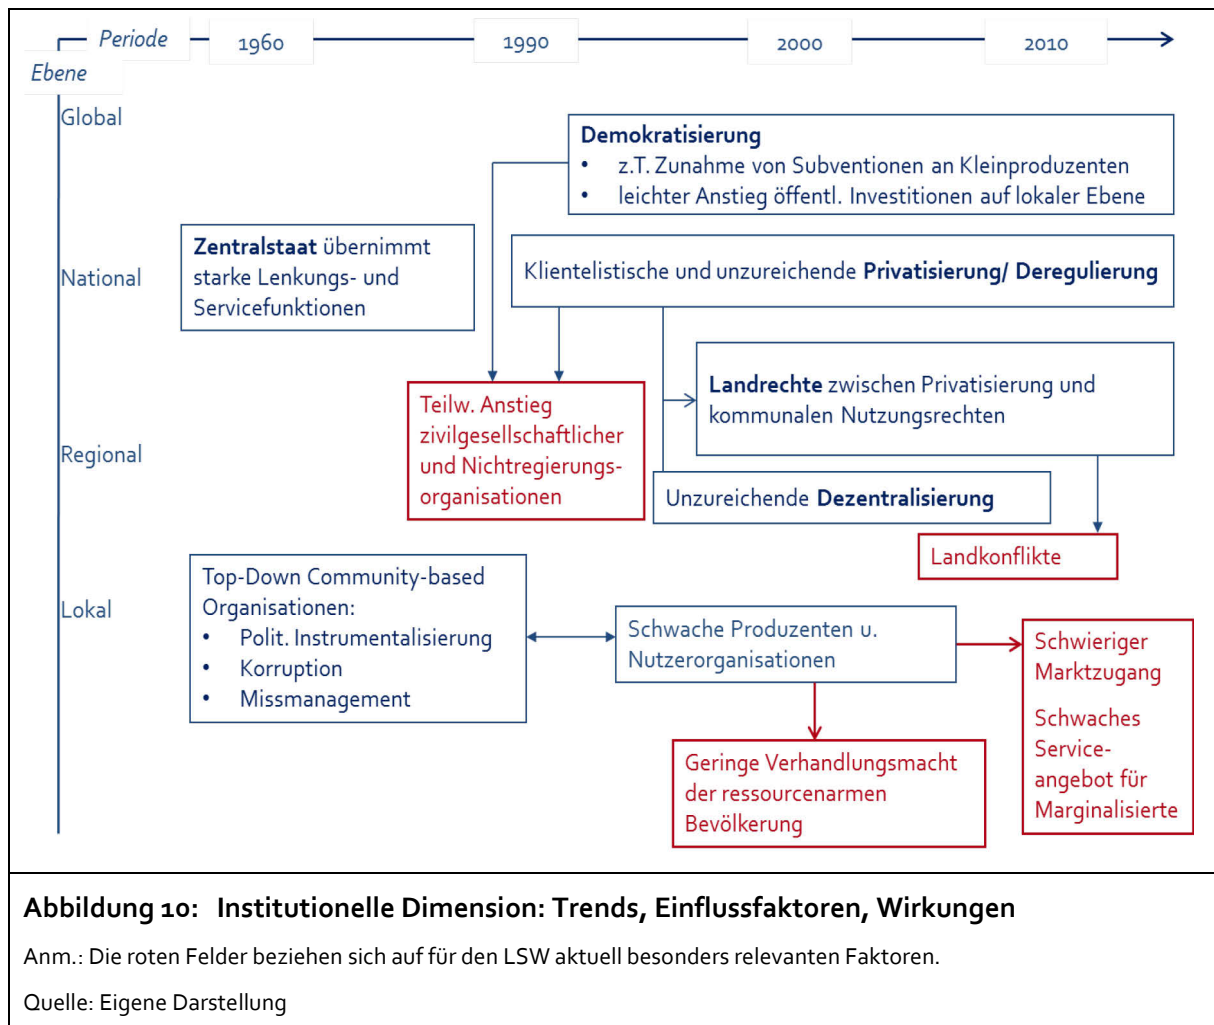 Periode
1960
1990
2000
2010
Ebene
Global
Demokratisierung
• z.T. Zunahme von Subventionen an Kleinproduzenten
• leichter Anstieg öffentl. Investitionen auf lokaler Ebene
National
Zentralstaat übernimmt
starke Lenkungs- und
Servicefunktionen
Klientelistische und unzureichende Privatisierung/ Deregulierung
Landrechte zwischen Privatisierung und
kommunalen Nutzungsrechten
Teilw. Anstieg
zivilgesellschaftlicher
und Nichtregierungs-
organisationen
Regional
Unzureichende Dezentralisierung
Landkonflikte
Lokal
Top-Down Community-based
Organisationen:
• Polit. Instrumentalisierung
• Korruption
• Missmanagement
Schwache Produzenten u.
Nutzerorganisationen
Schwieriger
Marktzugang
Schwaches
Service-
angebot für
Marginalisierte
Geringe Verhandlungsmacht
der ressourcenarmen
Bevölkerung
Abbildung 10: Institutionelle Dimension: Trends, Einflussfaktoren, Wirkungen
Anm.: Die roten Felder beziehen sich auf für den LSW aktuell besonders relevanten Faktoren.
Quelle: Eigene Darstellung